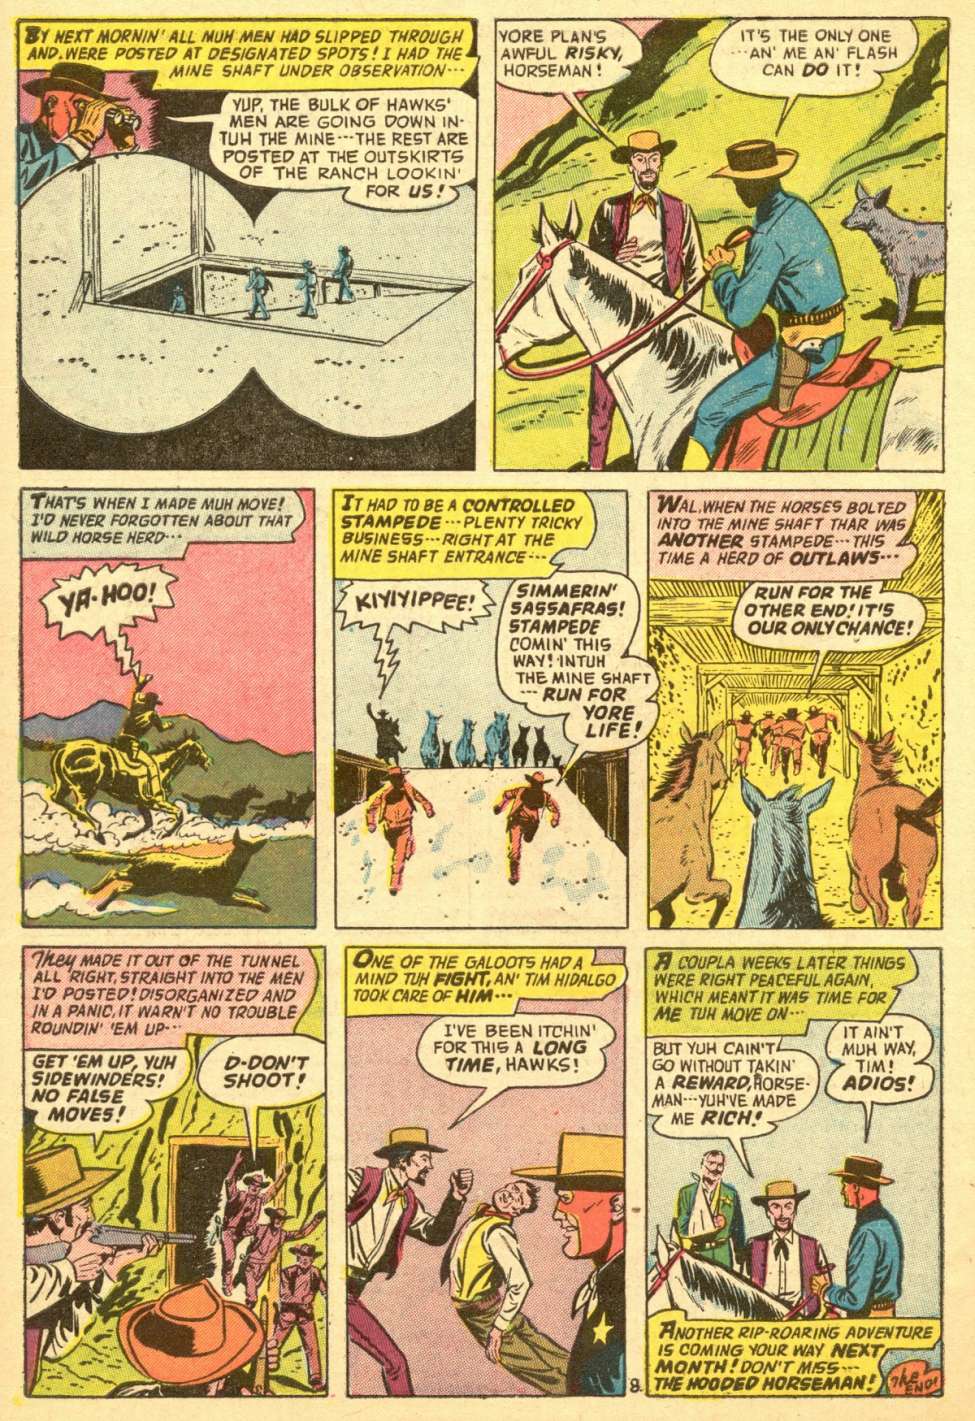 BY NEXT MORNIN' ALL MUH MEN HAD SLIPPED THROUGH
AND WERE POSTED AT DESIGNATED SPOTS! I HAD THE
MINE SHAFT UNDER OBSERVATION---
YUP, THE BULK OF HAWKS'
MEN ARE GOING DOWN IN-
TUH THE MINE---THE REST ARE
POSTED AT THE OUTSKIRTS
OF THE RANCH LOOKIN'
FOR US!
YORE PLAN'S
AWFUL RISKY,
HORSEMAN!
IT'S THE ONLY ONE
---AN' ME AN' FLASH
CAN DO IT!
THAT'S WHEN I MADE MUH MOVE!
I'D NEVER FORGOTTEN ABOUT THAT
WILD HORSE HERD---
YA-HOO!
IT HAD TO BE A CONTROLLED
STAMPEDE---PLENTY TRICKY
BUSINESS---RIGHT AT THE
MINE SHAFT ENTRANCE---
KIYIYIPPEE!
SIMMERIN'
SASSAFRAS!
STAMPEDE
COMIN' THIS
WAY! INTUH
THE MINE SHAFT
---RUN FOR
YORE
LIFE!
WAL, WHEN THE HORSES BOLTED
INTO THE MINE SHAFT THAR WAS
ANOTHER STAMPEDE---THIS
TIME A HERD OF OUTLAWS---
RUN FOR THE
OTHER END! IT'S
OUR ONLY CHANCE!
THEY MADE IT OUT OF THE TUNNEL
ALL RIGHT, STRAIGHT INTO THE MEN
I'D POSTED! DISORGANIZED AND
IN A PANIC, IT WARN'T NO TROUBLE
ROUNDIN' 'EM UP---
GET 'EM UP, YUH
SIDEWINDERS!
NO FALSE
MOVES!
D-DON'T
SHOOT!
ONE OF THE GALOOTS HAD A
MIND TUH FIGHT, AN' TIM HIDALGO
TOOK CARE OF HIM---
I'VE BEEN ITCHIN'
FOR THIS A LONG
TIME, HAWKS!
8
A COUPLA WEEKS LATER THINGS
WERE RIGHT PEACEFUL AGAIN,
WHICH MEANT IT WAS TIME FOR
ME TUH MOVE ON---
BUT YUH CAIN'T
GO WITHOUT TAKIN'
A REWARD, HORSE-
MAN---YUH'VE MADE
ME RICH!
IT AIN'T
MUH WAY,
TIM!
ADIOS!
ANOTHER RIP-ROARING ADVENTURE
IS COMING YOUR WAY NEXT
MONTH! DON'T MISS---
THE HOODED HORSEMAN!
THE
END!